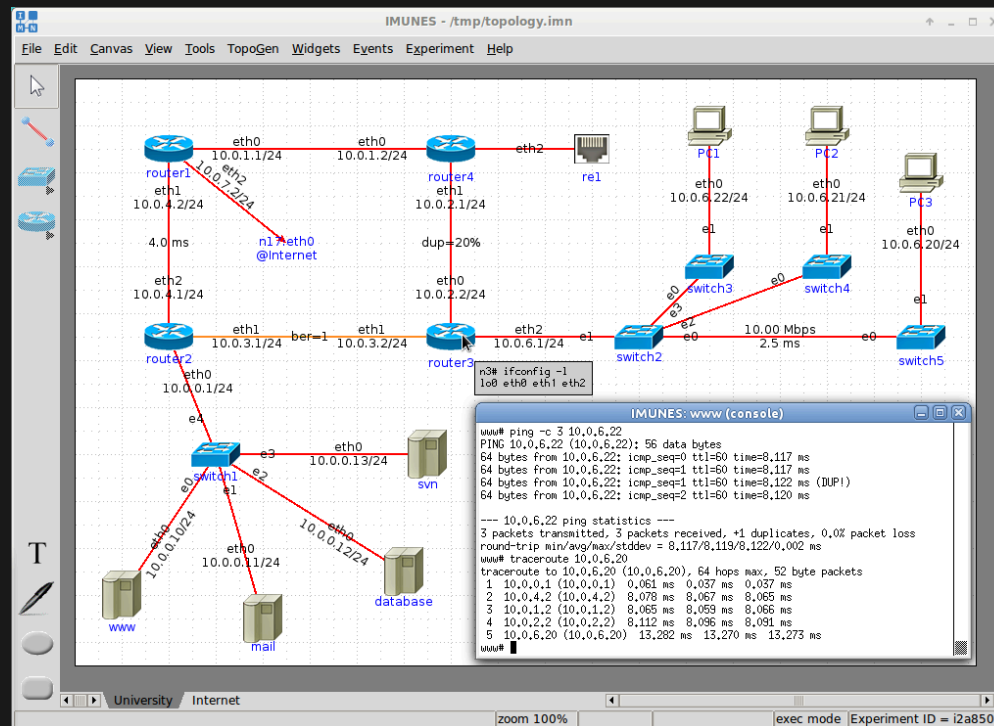 IMUNES - /tmp/topology.imn
File Edit Canvas View Tools TopoGen Widgets Events Experiment Help
eth0
10.0.1.1/24
eth0
10.0.1.2/24
eth2
router1
router4
re1
PC1
PC2
PC3
eth2
10.0.7.2/24
eth1
10.0.4.2/24
eth1
10.0.2.1/24
eth0
10.0.6.22/24
eth0
10.0.6.21/24
eth0
10.0.6.20/24
4.0 ms
n17:eth0
@Internet
dup=20%
e1
e1
eth2
10.0.4.1/24
eth0
10.0.2.2/24
switch3
switch4
e0
e3
e0
e2
e1
eth1
10.0.3.1/24
ber=1
eth1
10.0.3.2/24
eth2
10.0.6.1/24
e1
e0
10.00 Mbps
2.5 ms
e0
router2
router3
switch2
switch5
n3# ifconfig -l
lo0 eth0 eth1 eth2
eth0
10.0.0.1/24
e4
switch1
e3
eth0
10.0.0.13/24
svn
e2
e1
e0
eth0
10.0.0.10/24
eth0
10.0.0.11/24
eth0
10.0.0.12/24
www
mail
database
IMUNES: www (console)
www# ping -c 3 10.0.6.22
PING 10.0.6.22 (10.0.6.22): 56 data bytes
64 bytes from 10.0.6.22: icmp_seq=0 ttl=60 time=8.117 ms
64 bytes from 10.0.6.22: icmp_seq=1 ttl=60 time=8.117 ms
64 bytes from 10.0.6.22: icmp_seq=1 ttl=60 time=8.122 ms (DUP!)
64 bytes from 10.0.6.22: icmp_seq=2 ttl=60 time=8.120 ms
--- 10.0.6.22 ping statistics ---
3 packets transmitted, 3 packets received, +1 duplicates, 0.0% packet loss
round-trip min/avg/max/stddev = 8.117/8.119/8.122/0.002 ms
www# traceroute 10.0.6.20
traceroute to 10.0.6.20 (10.0.6.20), 64 hops max, 52 byte packets
1 10.0.0.1 (10.0.0.1) 0.061 ms 0.037 ms 0.037 ms
2 10.0.4.2 (10.0.4.2) 8.078 ms 8.067 ms 8.065 ms
3 10.0.1.2 (10.0.1.2) 8.065 ms 8.059 ms 8.066 ms
4 10.0.2.2 (10.0.2.2) 8.112 ms 8.096 ms 8.091 ms
5 10.0.6.20 (10.0.6.20) 13.282 ms 13.270 ms 13.273 ms
www#
T
University Internet
zoom 100% exec mode Experiment ID = i2a850